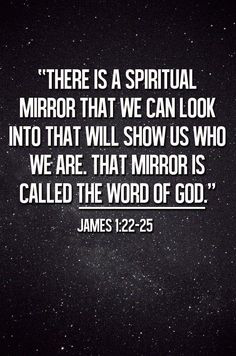 “THERE IS A SPIRITUAL
MIRROR THAT WE CAN LOOK
INTO THAT WILL SHOW US WHO
WE ARE. THAT MIRROR IS
CALLED THE WORD OF GOD.”
JAMES 1:22-25